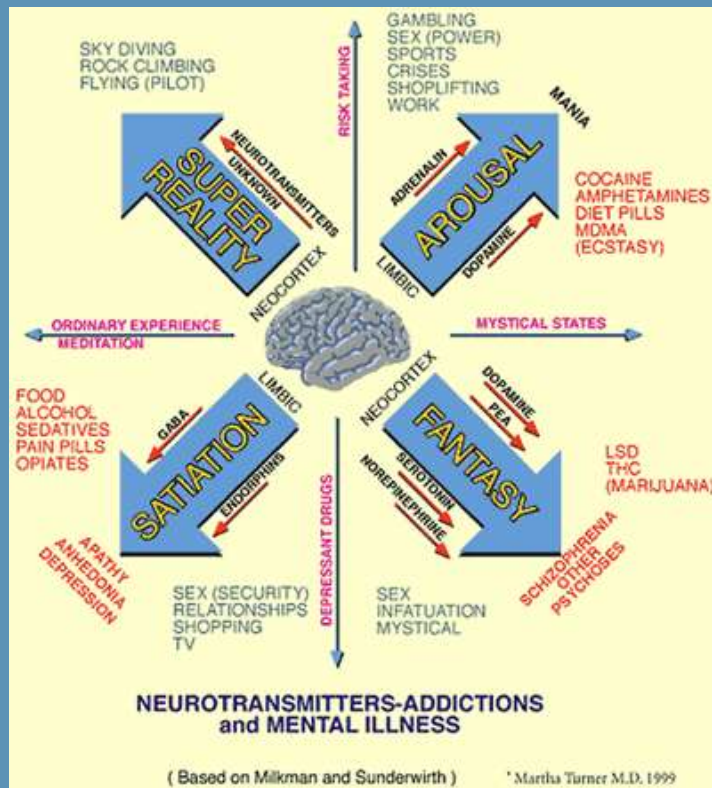 SKY DIVING
ROCK CLIMBING
FLYING (PILOT)
GAMBLING
SEX (POWER)
SPORTS
CRISES
SHOPLIFTING
WORK
RISK TAKING
MANIA
SUPER
REALITY
NEUROTRANSMITTERS
UNKNOWN
NEOCORTEX
AROUSAL
ADRENALIN
DOPAMINE
LIMBIC
COCAINE
AMPHETAMINES
DIET PILLS
MDMA
(ECSTASY)
ORDINARY EXPERIENCE
MEDITATION
MYSTICAL STATES
FOOD
ALCOHOL
SEDATIVES
PAIN PILLS
OPIATES
LIMBIC
GABA
SATIATION
ENDORPHINS
APATHY
ANHEDONIA
DEPRESSION
SEX (SECURITY)
RELATIONSHIPS
SHOPPING
TV
DEPRESSANT DRUGS
NEOCORTEX
FANTASY
DOPAMINE
PEA
SEROTONIN
NOREPINEPHRINE
LSD
THC
(MARIJUANA)
SCHIZOPHRENIA
OTHER
PSYCHOSES
SEX
INFATUATION
MYSTICAL
NEUROTRANSMITTERS-ADDICTIONS
and MENTAL ILLNESS
( Based on Milkman and Sunderwirth )
* Martha Turner M.D. 1999